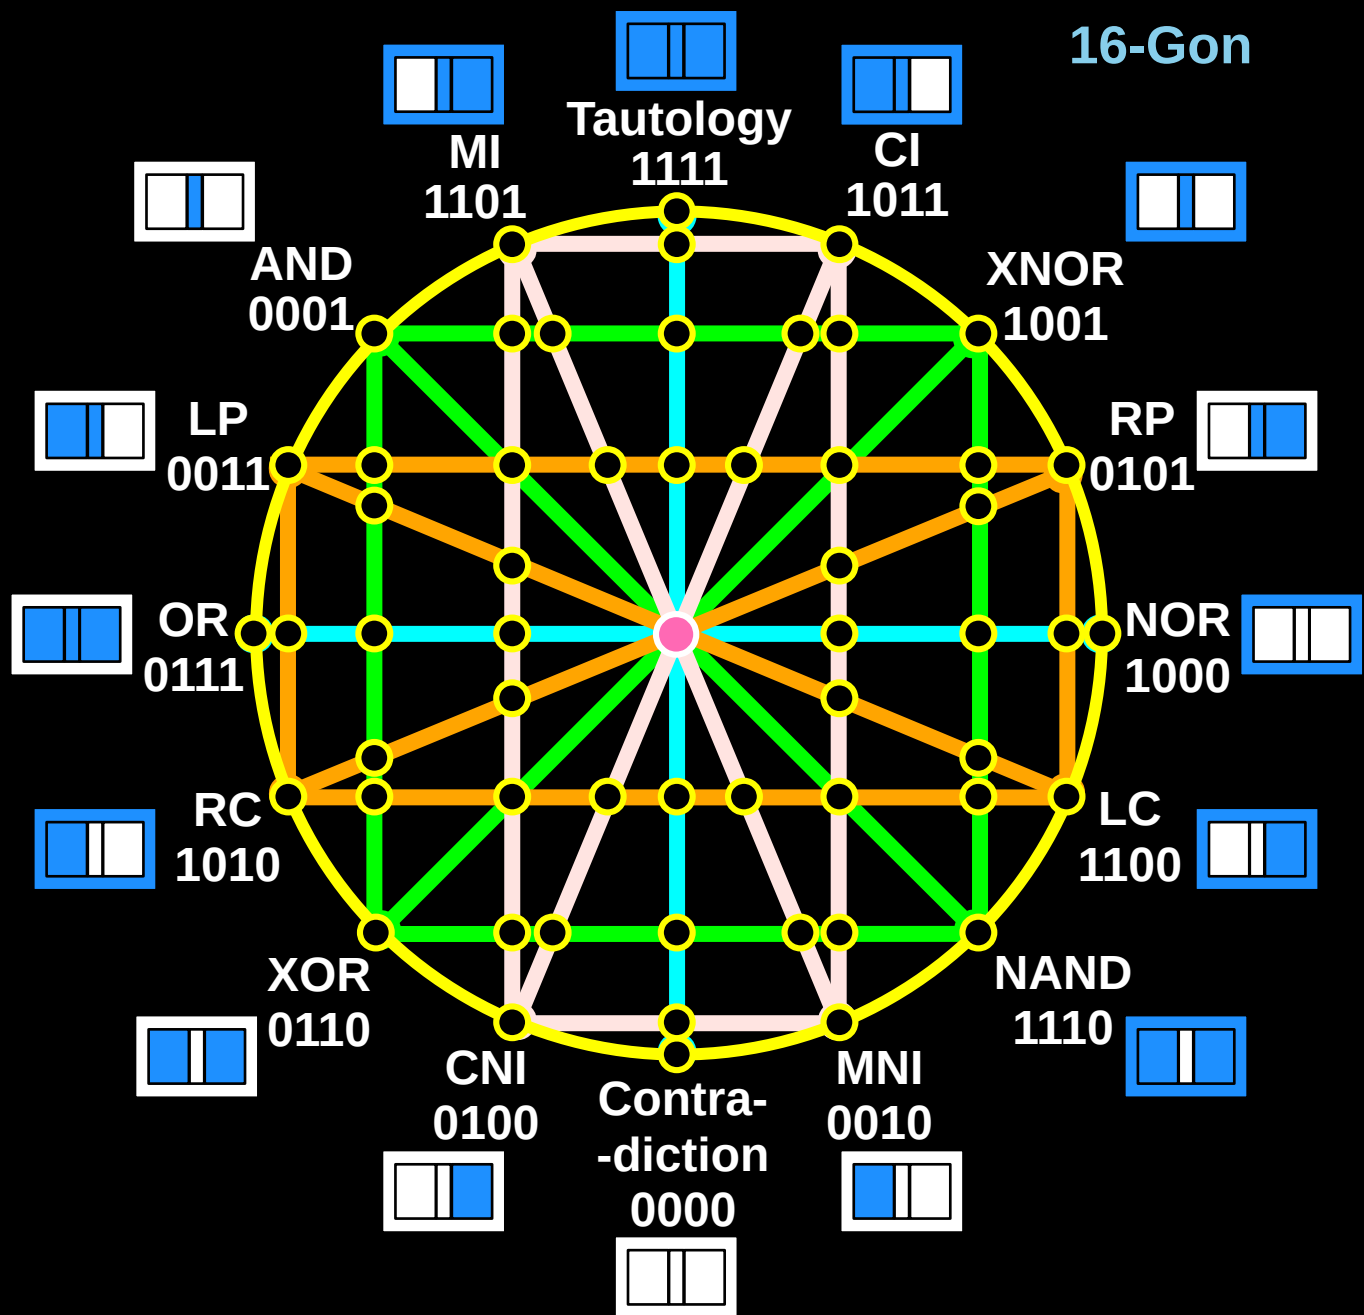 16-Gon
Tautology
1111
MI
1101
CI
1011
AND
0001
XNOR
1001
LP
0011
RP
0101
OR
0111
NOR
1000
RC
1010
LC
1100
XOR
0110
NAND
1110
CNI
0100
Contra-
-diction
0000
MNI
0010